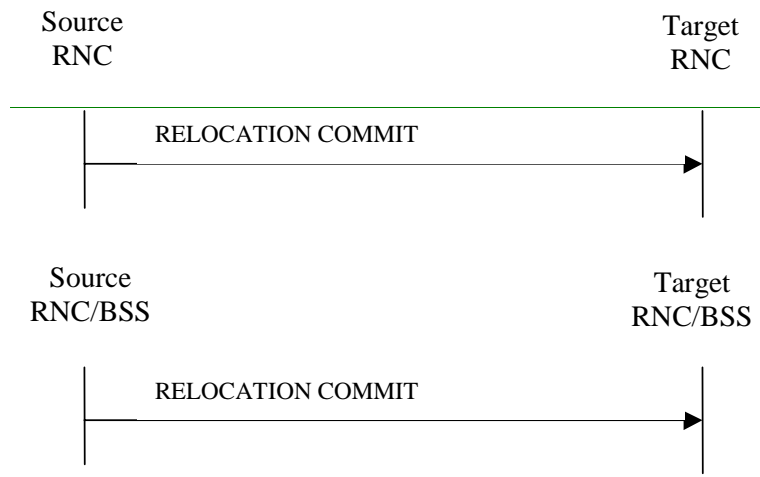 Source
RNC
Target
RNC
RELOCATION COMMIT
Source
RNC/BSS
Target
RNC/BSS
RELOCATION COMMIT